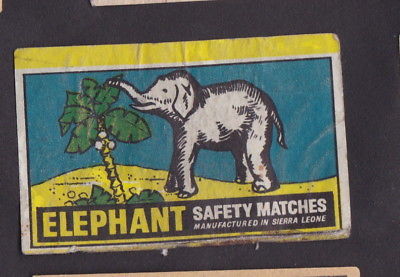 ELEPHANT SAFETY MATCHES
MANUFACTURED IN SIERRA LEONE